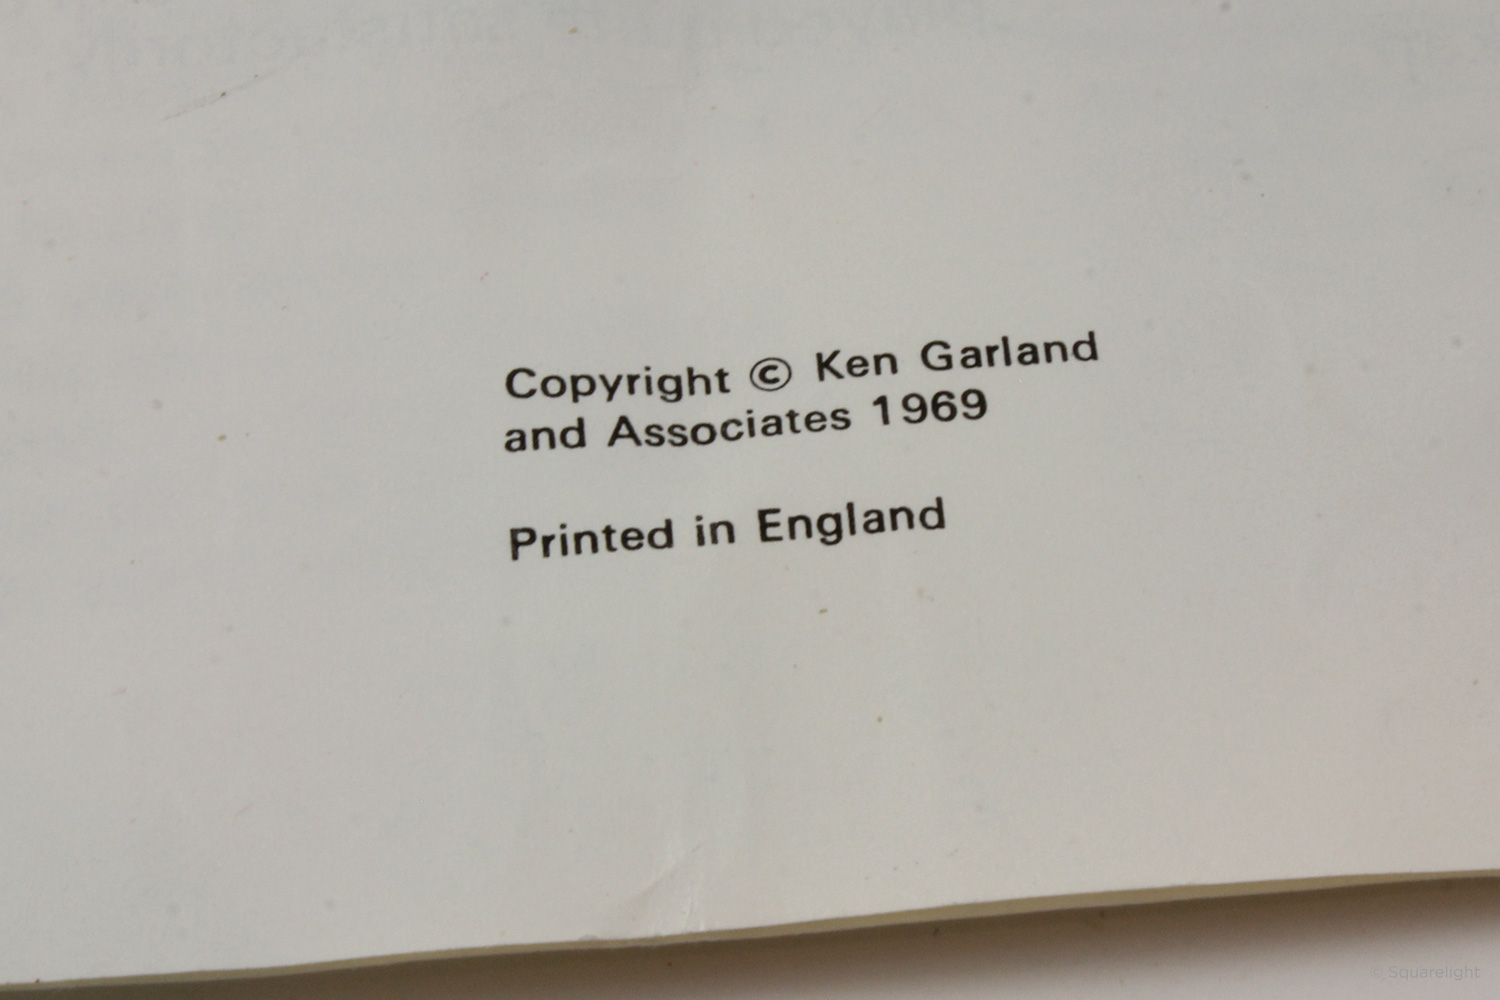 Copyright © Ken Garland
and Associates 1969
Printed in England
© Squarelight